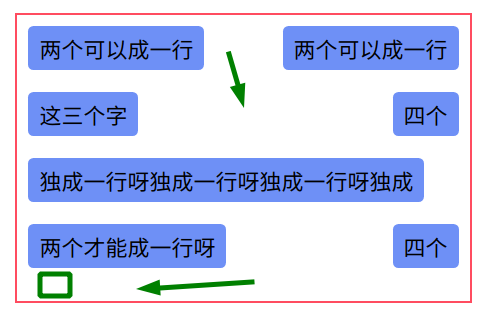 两个可以成一行 两个可以成一行
这三个字 四个
独成一行呀独成一行呀独成一行呀独成
两个才能成一行呀 四个